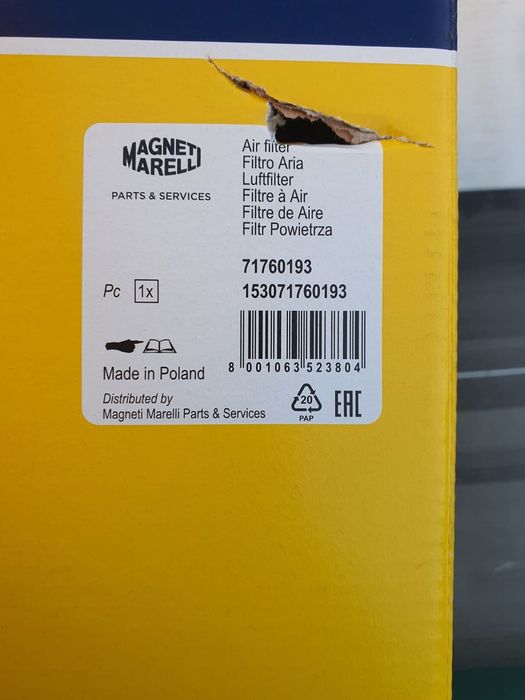 MAGNETI
MARELLI
PARTS & SERVICES
Air filter
Filtro Aria
Luftfilter
Filtre à Air
Filtre de Aire
Filtr Powietrza
71760193
153071760193
Pc 1x
8 001063 523804
Made in Poland
Distributed by
Magneti Marelli Parts & Services
20
PAP
EAC